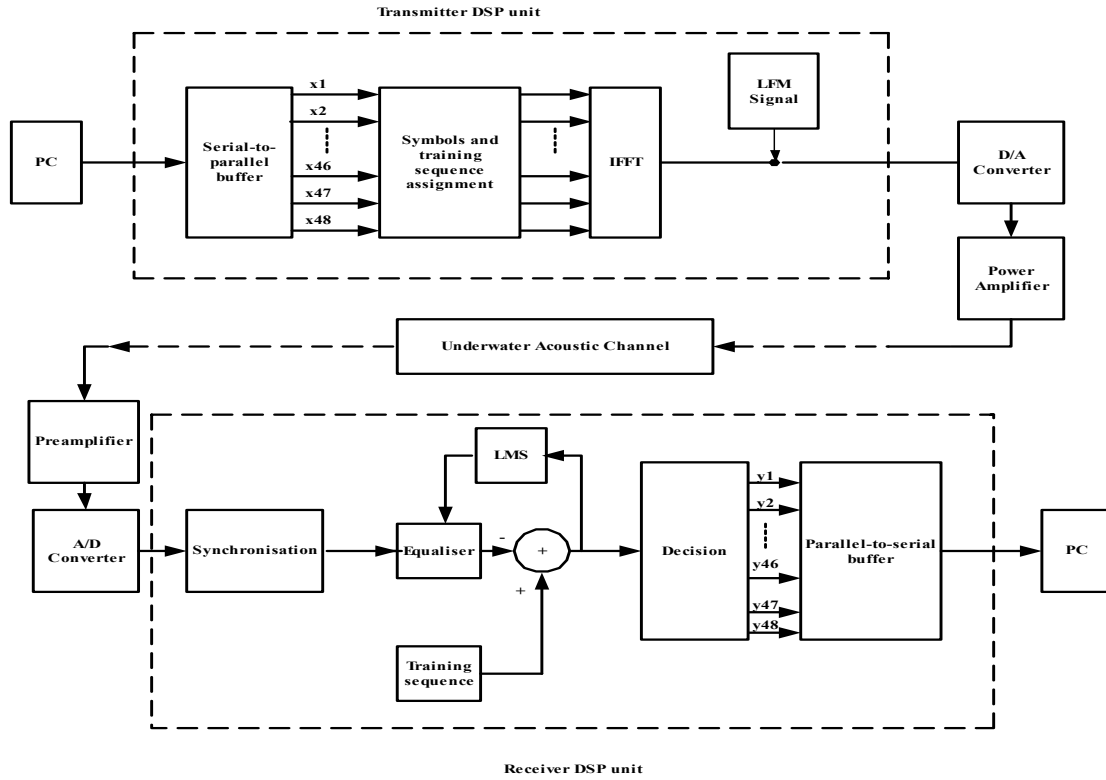 Transmitter DSP unit
PC
Serial-to-
parallel
buffer
x1
x2
x46
x47
x48
Symbols and
training
sequence
assignment
IFFT
LFM
Signal
D/A
Converter
Power
Amplifier
Underwater Acoustic Channel
Preamplifier
A/D
Converter
Synchronisation
LMS
Equaliser
-
+
+
Training
sequence
Decision
y1
y2
y46
y47
y48
Parallel-to-serial
buffer
PC
Receiver DSP unit